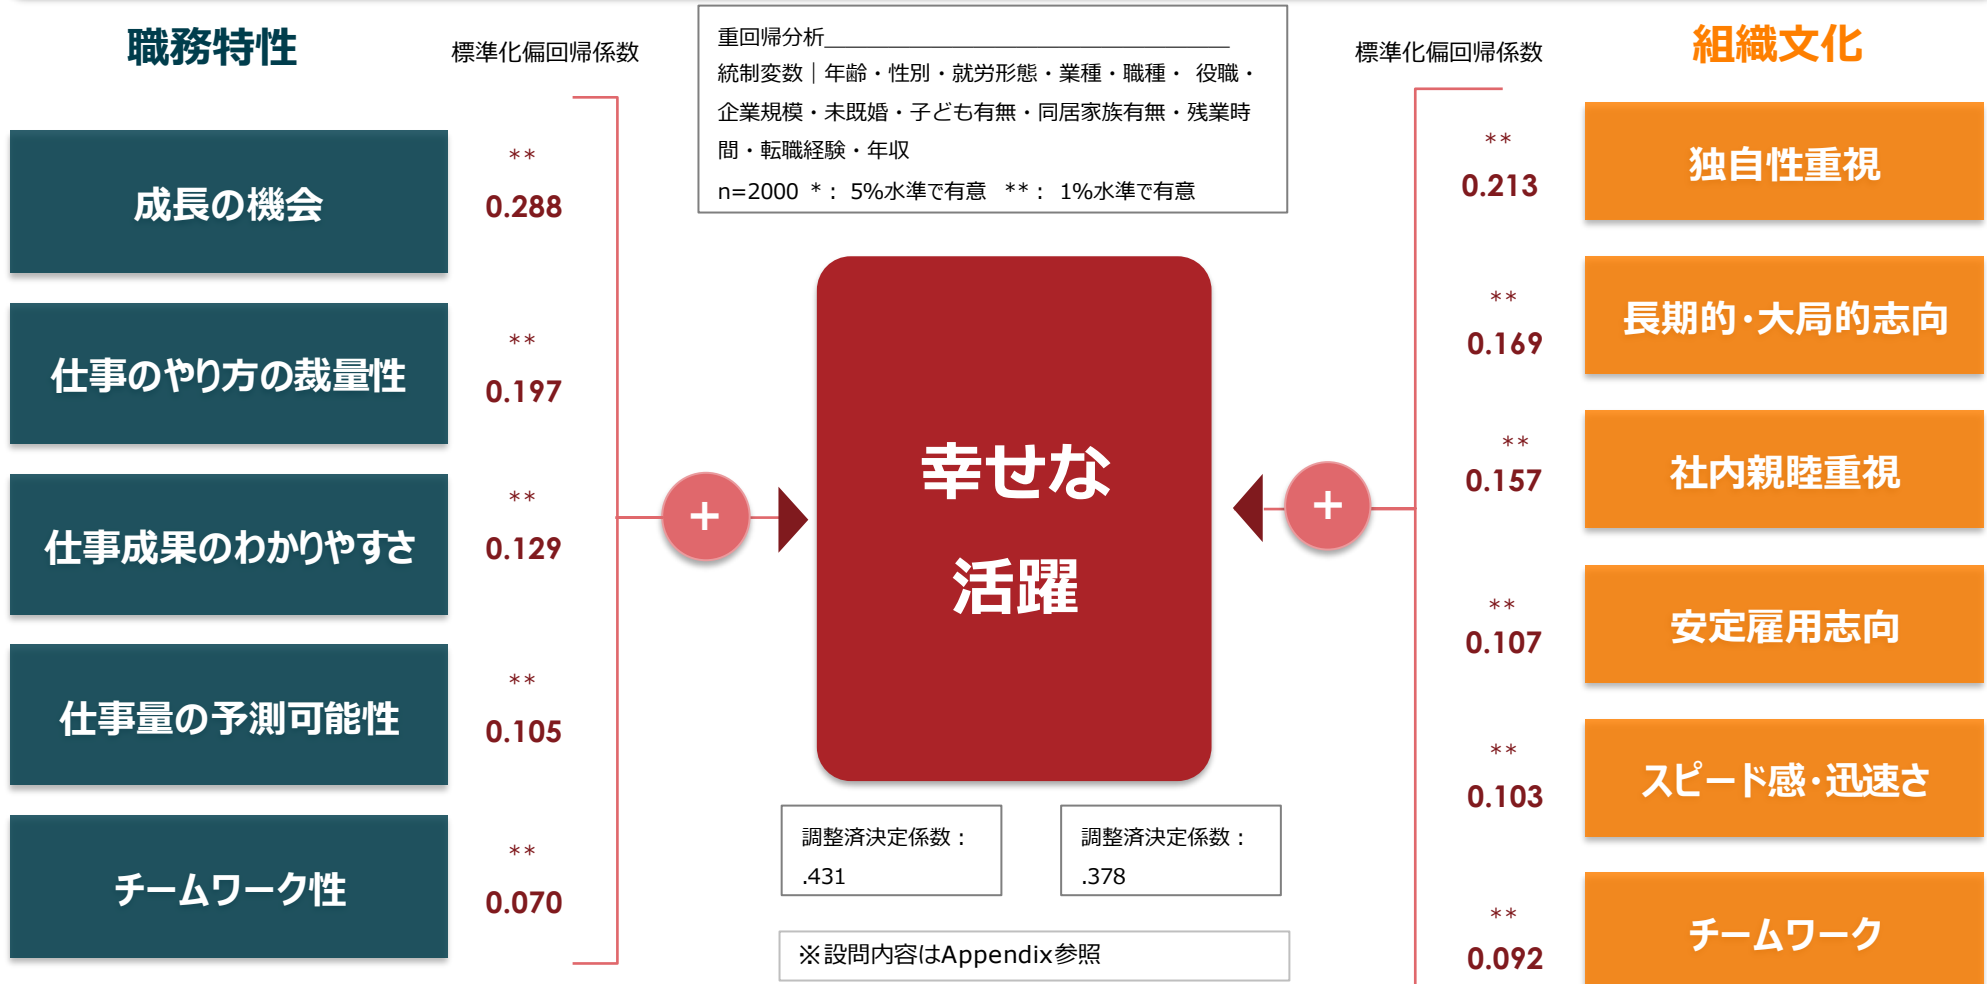 職務特性
標準化偏回帰係数
成長の機会
**
0.288
仕事のやり方の裁量性
**
0.197
仕事成果のわかりやすさ
**
0.129
仕事量の予測可能性
**
0.105
チームワーク性
**
0.070
重回帰分析
統制変数｜年齢・性別・就労形態・業種・職種・ 役職・
企業規模・未既婚・子ども有無・同居家族有無・残業時
間・転職経験・年収
n=2000 *： 5%水準で有意 **： 1%水準で有意
+
幸せな
活躍
+
調整済決定係数：
.431
調整済決定係数：
.378
※設問内容はAppendix参照
標準化偏回帰係数
組織文化
**
0.213
独自性重視
**
0.169
長期的・大局的志向
**
0.157
社内親睦重視
**
0.107
安定雇用志向
**
0.103
スピード感・迅速さ
**
0.092
チームワーク